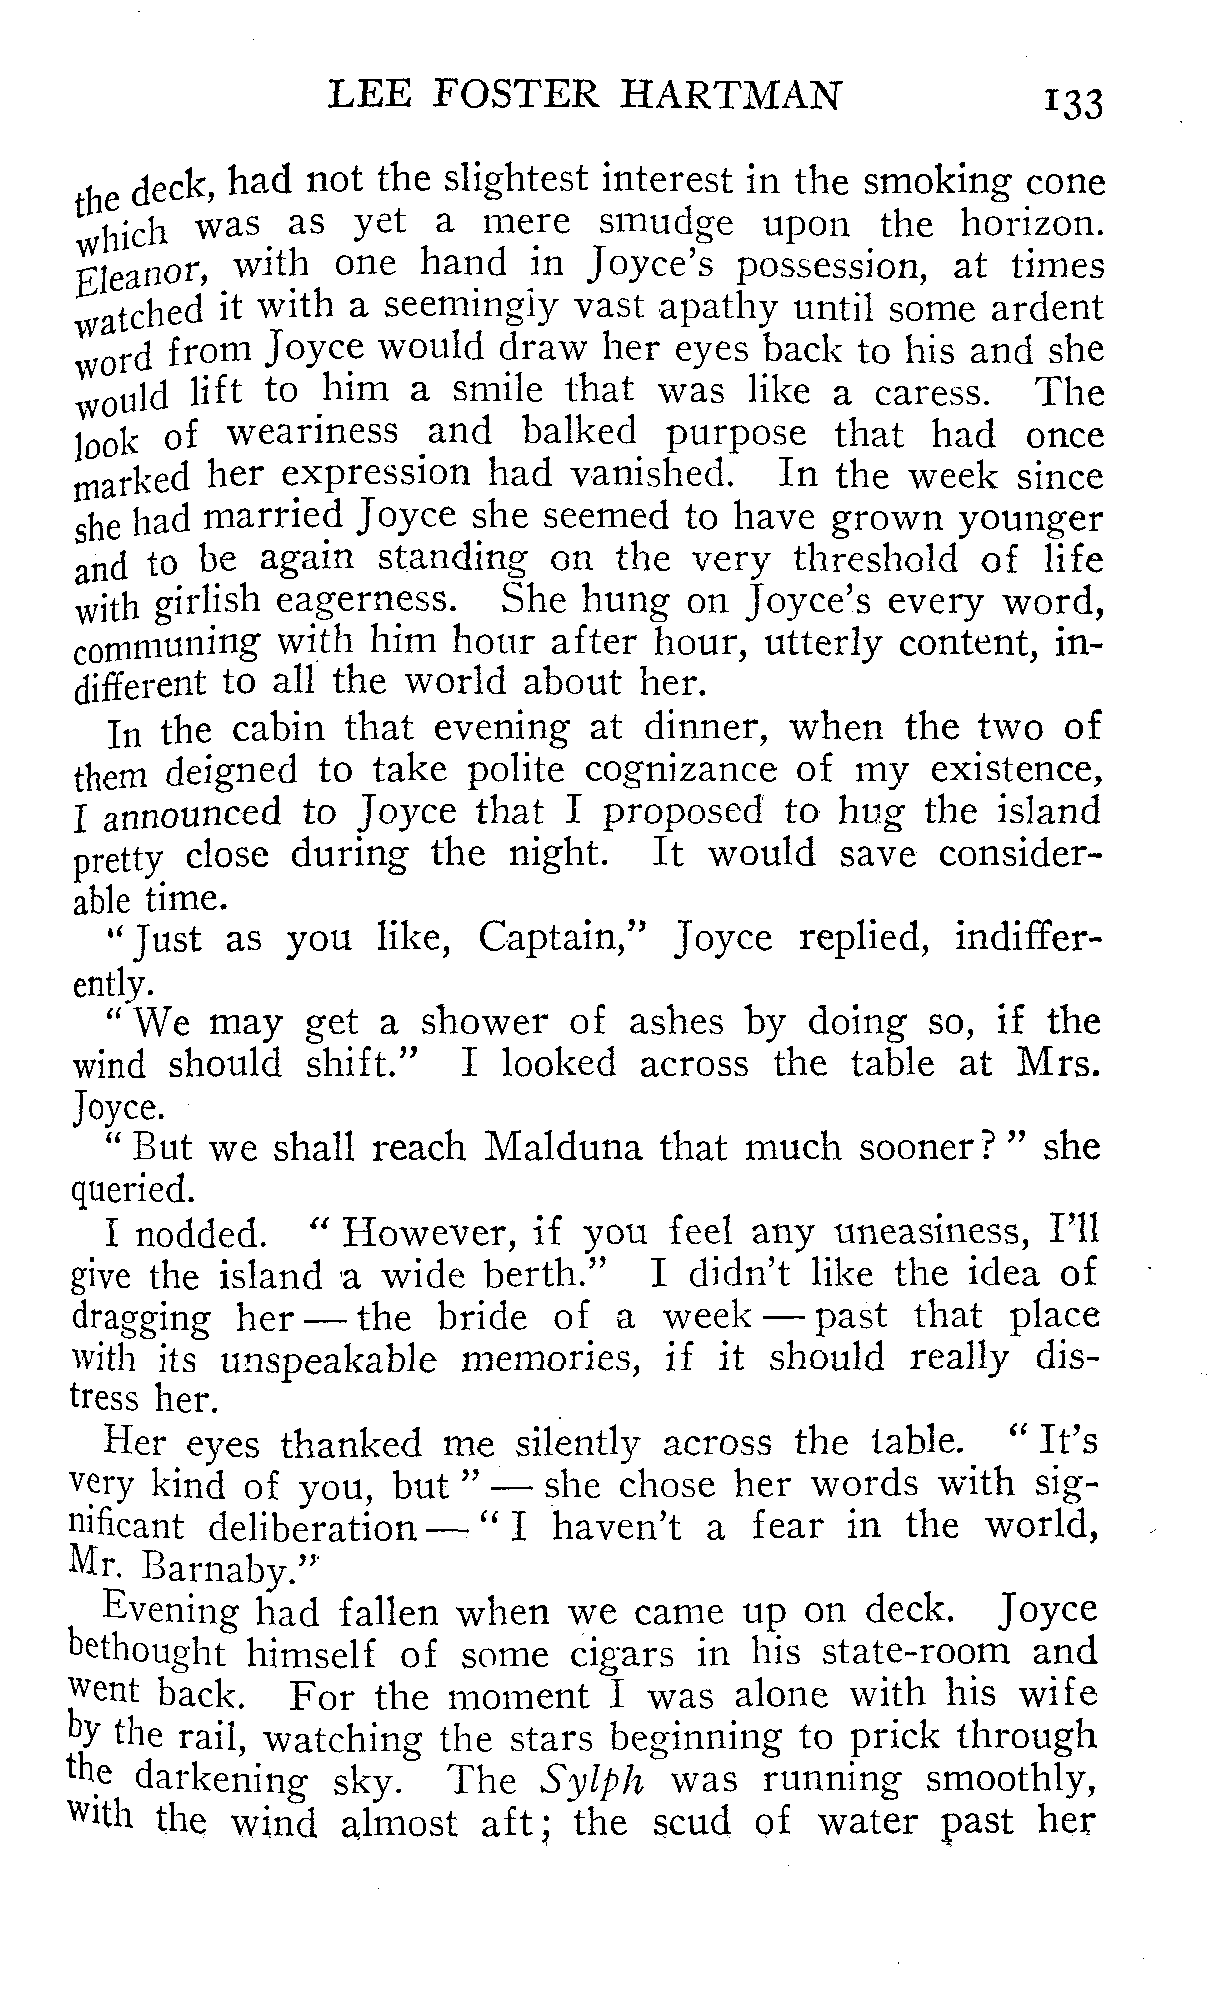 LEE FOSTER HARTMAN 133
the deck, had not the slightest interest in the smoking cone
which was as yet a mere smudge upon the horizon.
Eleanor, with one hand in Joyce's possession, at times
watched it with a seemingly vast apathy until some ardent
word from Joyce would draw her eyes back to his and she
would lift to him a smile that was like a caress. The
look of weariness and balked purpose that had once
marked her expression had vanished. In the week since
she had married Joyce she seemed to have grown younger
and to be again standing on the very threshold of life
with girlish eagerness. She hung on Joyce's every word,
communing with him hour after hour, utterly content, in-
different to all the world about her.
In the cabin that evening at dinner, when the two of
them deigned to take polite cognizance of my existence,
I announced to Joyce that I proposed to hug the island
pretty close during the night. It would save consider-
able time.
"Just as you like, Captain," Joyce replied, indiffer-
ently.
"We may get a shower of ashes by doing so, if the
wind should shift." I looked across the table at Mrs.
Joyce.
"But we shall reach Malduna that much sooner?" she
queried.
I nodded. "However, if you feel any uneasiness, I'll
give the island a wide berth." I didn't like the idea of
dragging her — the bride of a week — past that place
with its unspeakable memories, if it should really dis-
tress her.
Her eyes thanked me silently across the table. "It's
very kind of you, but" — she chose her words with sig-
nificant deliberation — "I haven't a fear in the world,
Mr. Barnaby."
Evening had fallen when we came up on deck. Joyce
bethought himself of some cigars in his state-room and
went back. For the moment I was alone with his wife
by the rail, watching the stars beginning to prick through
the darkening sky. The Sylph was running smoothly,
with the wind almost aft; the scud of water past her